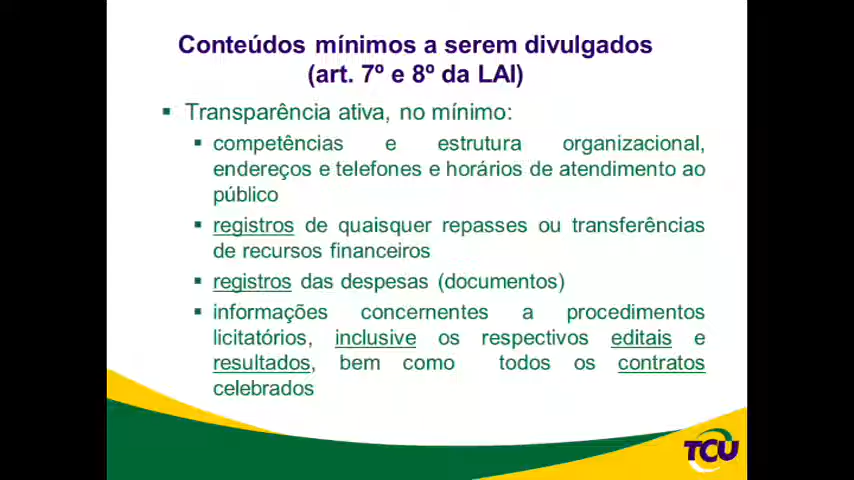 Conteúdos mínimos a serem divulgados
(art. 7º e 8º da LAI)
▪ Transparência ativa, no mínimo:
▪ competências e estrutura organizacional,
endereços e telefones e horários de atendimento ao
público
▪ registros de quaisquer repasses ou transferências
de recursos financeiros
▪ registros das despesas (documentos)
▪ informações concernentes a procedimentos
licitatórios, inclusive os respectivos editais e
resultados, bem como todos os contratos
celebrados
TCU